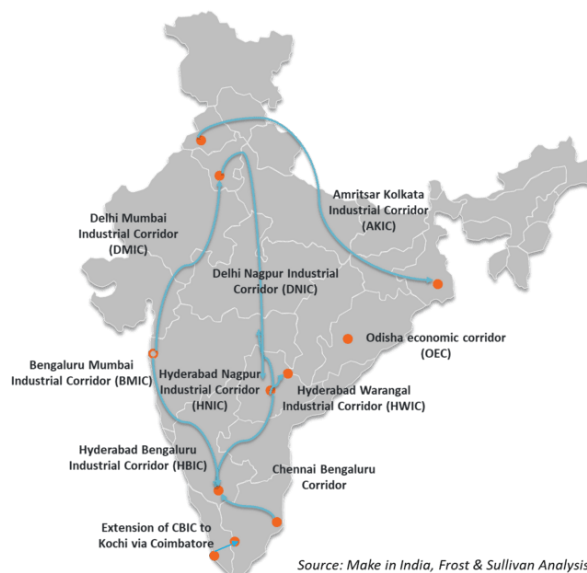 Amritsar Kolkata
Industrial Corridor
(AKIC)
Delhi Mumbai
Industrial Corridor
(DMIC)
Delhi Nagpur Industrial
Corridor (DNIC)
Odisha economic corridor
(OEC)
Bengaluru Mumbai
Industrial Corridor (BMIC)
Hyderabad Nagpur
Industrial Corridor
(HNIC)
Hyderabad Warangal
Industrial Corridor (HWIC)
Hyderabad Bengaluru
Industrial Corridor (HBIC)
Chennai Bengaluru
Corridor
Extension of CBIC to
Kochi via Coimbatore
Source: Make in India, Frost & Sullivan Analysis